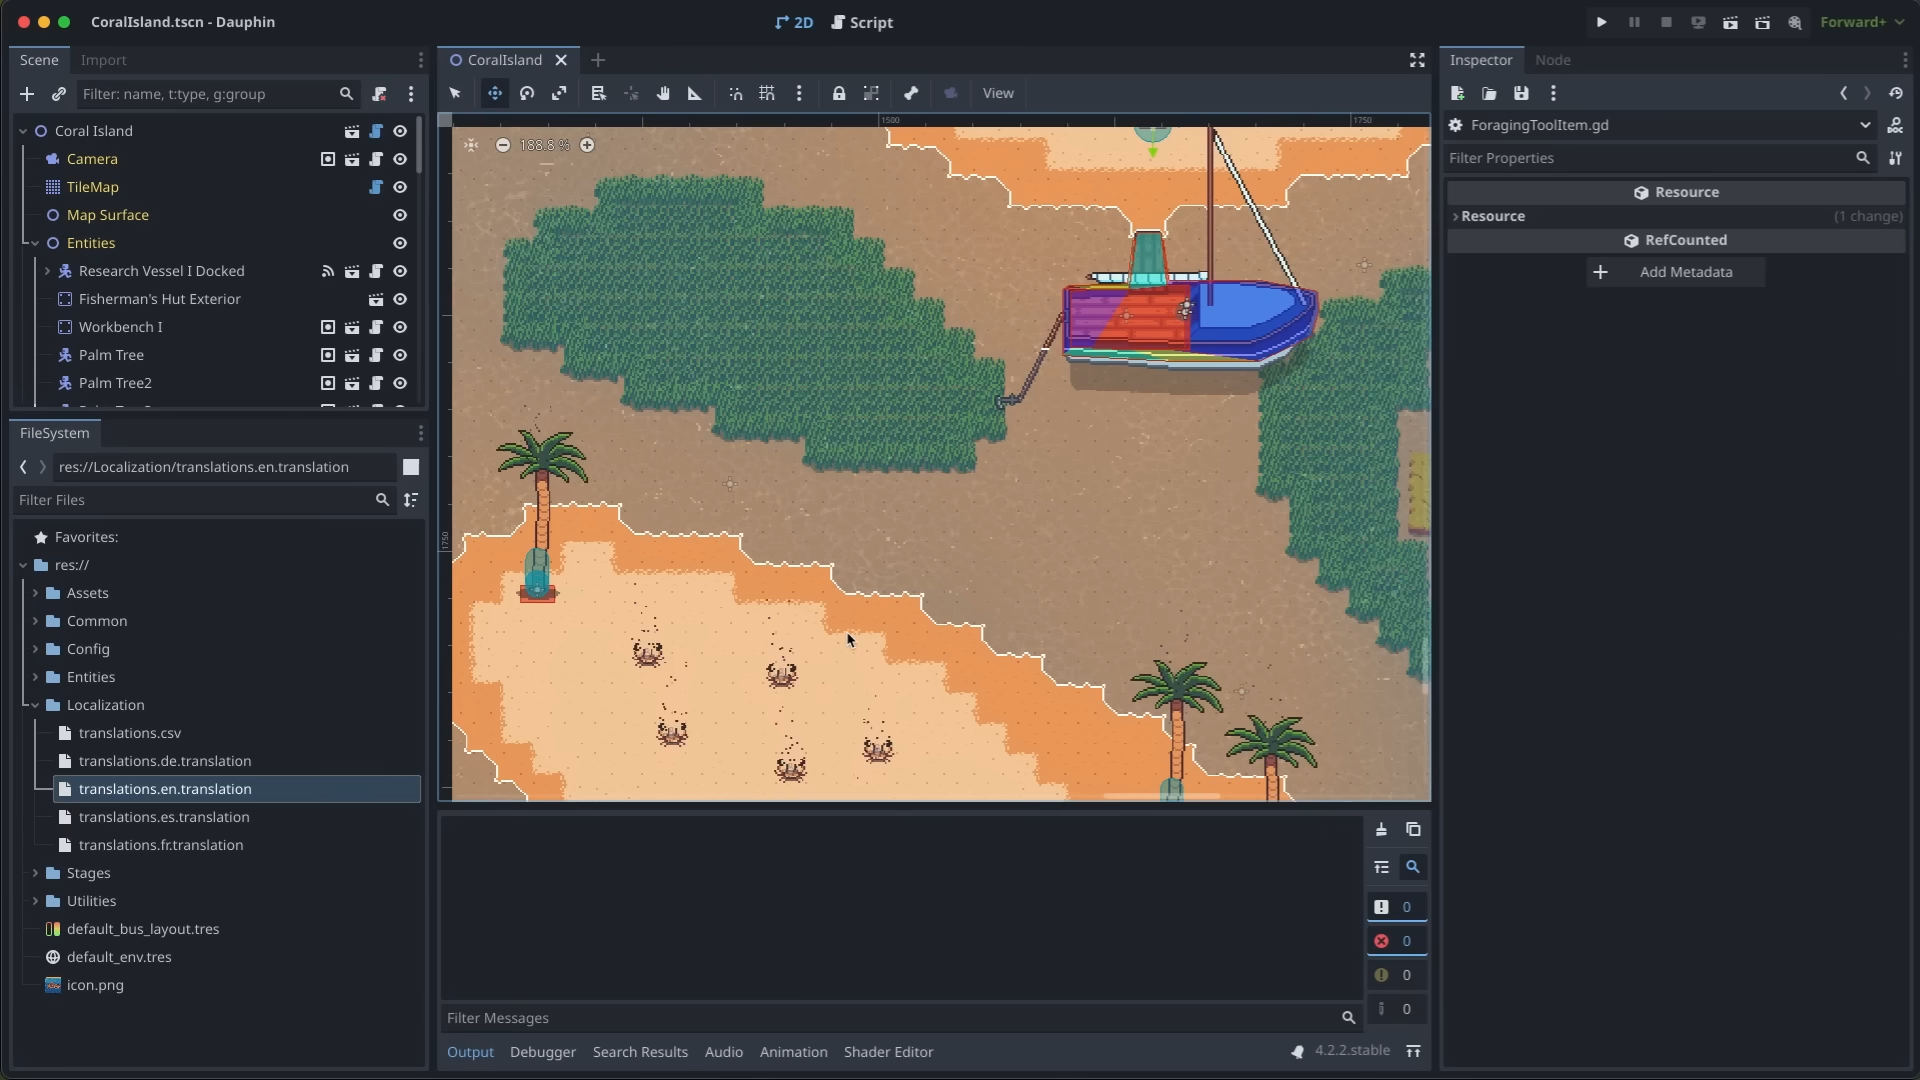 CoralIsland.tscn - Dauphin
2D
Script
Forward+
Scene
Import
Filter: name, t:type, g:group
Coral Island
Camera
TileMap
Map Surface
Entities
Research Vessel I Docked
Fisherman's Hut Exterior
Workbench I
Palm Tree
Palm Tree2
FileSystem
res://Localization/translations.en.translation
Filter Files
Favorites:
res://
Assets
Common
Config
Entities
Localization
translations.csv
translations.de.translation
translations.en.translation
translations.es.translation
translations.fr.translation
Stages
Utilities
default_bus_layout.tres
default_env.tres
icon.png
CoralIsland
View
1500
1750
188.8 %
1750
Filter Messages
0
0
0
0
Output
Debugger
Search Results
Audio
Animation
Shader Editor
4.2.2.stable
Inspector
Node
ForagingToolItem.gd
Filter Properties
Resource
Resource
(1 change)
RefCounted
Add Metadata